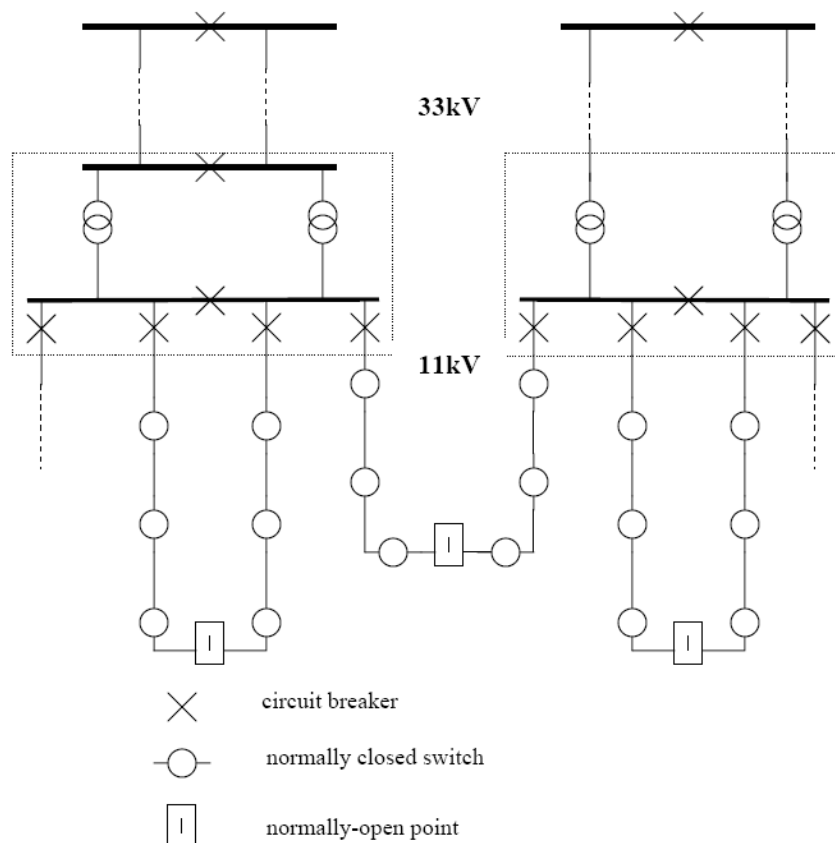 33kV
11kV
circuit breaker
normally closed switch
normally-open point